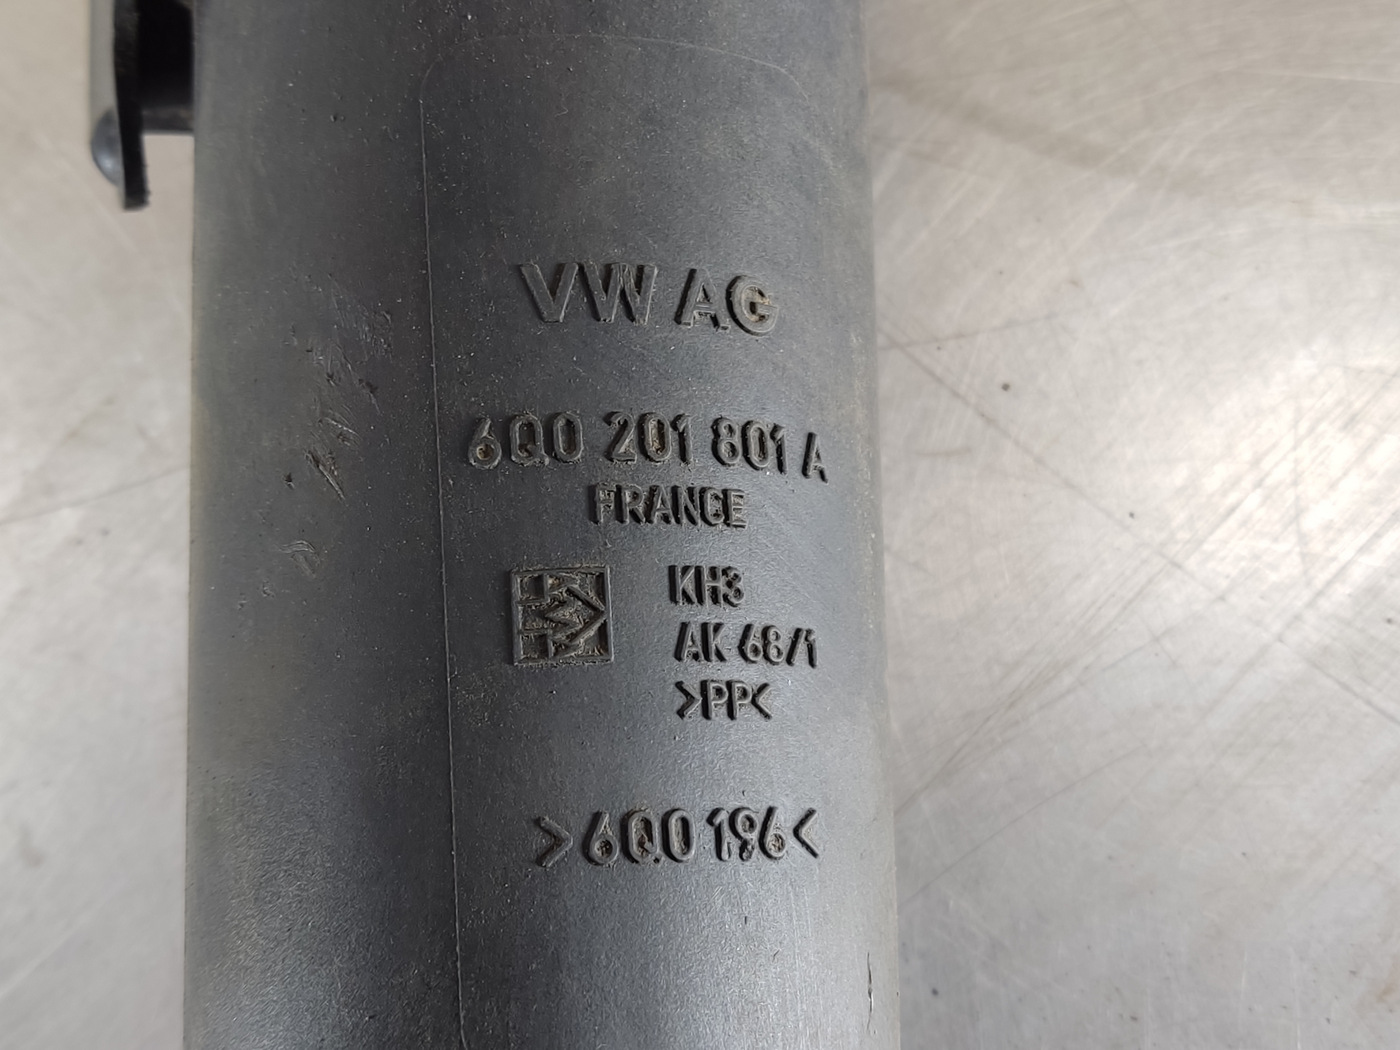 VW AG
6Q0 201 801 A
FRANCE
KH3
AK 68/1
>PP<
>6Q0 196<